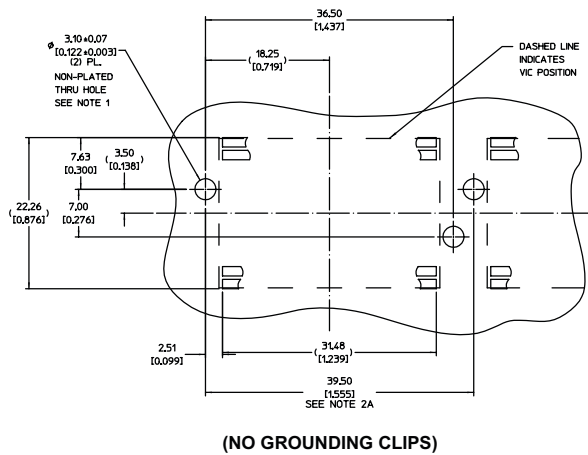 36.50
[1.437]
ø 3.10±0.07
[0.122±0.003]
(2) PL.
NON-PLATED
THRU HOLE
SEE NOTE 1
( 18.25 )
[0.719]
DASHED LINE
INDICATES
VIC POSITION
7.63
[0.300]
( 3.50 )
[0.138]
( 22.26 )
[0.876]
7.00
[0.276]
2.51
[0.099]
( 31.48 )
[1.239]
39.50
[1.555]
SEE NOTE 2A
(NO GROUNDING CLIPS)